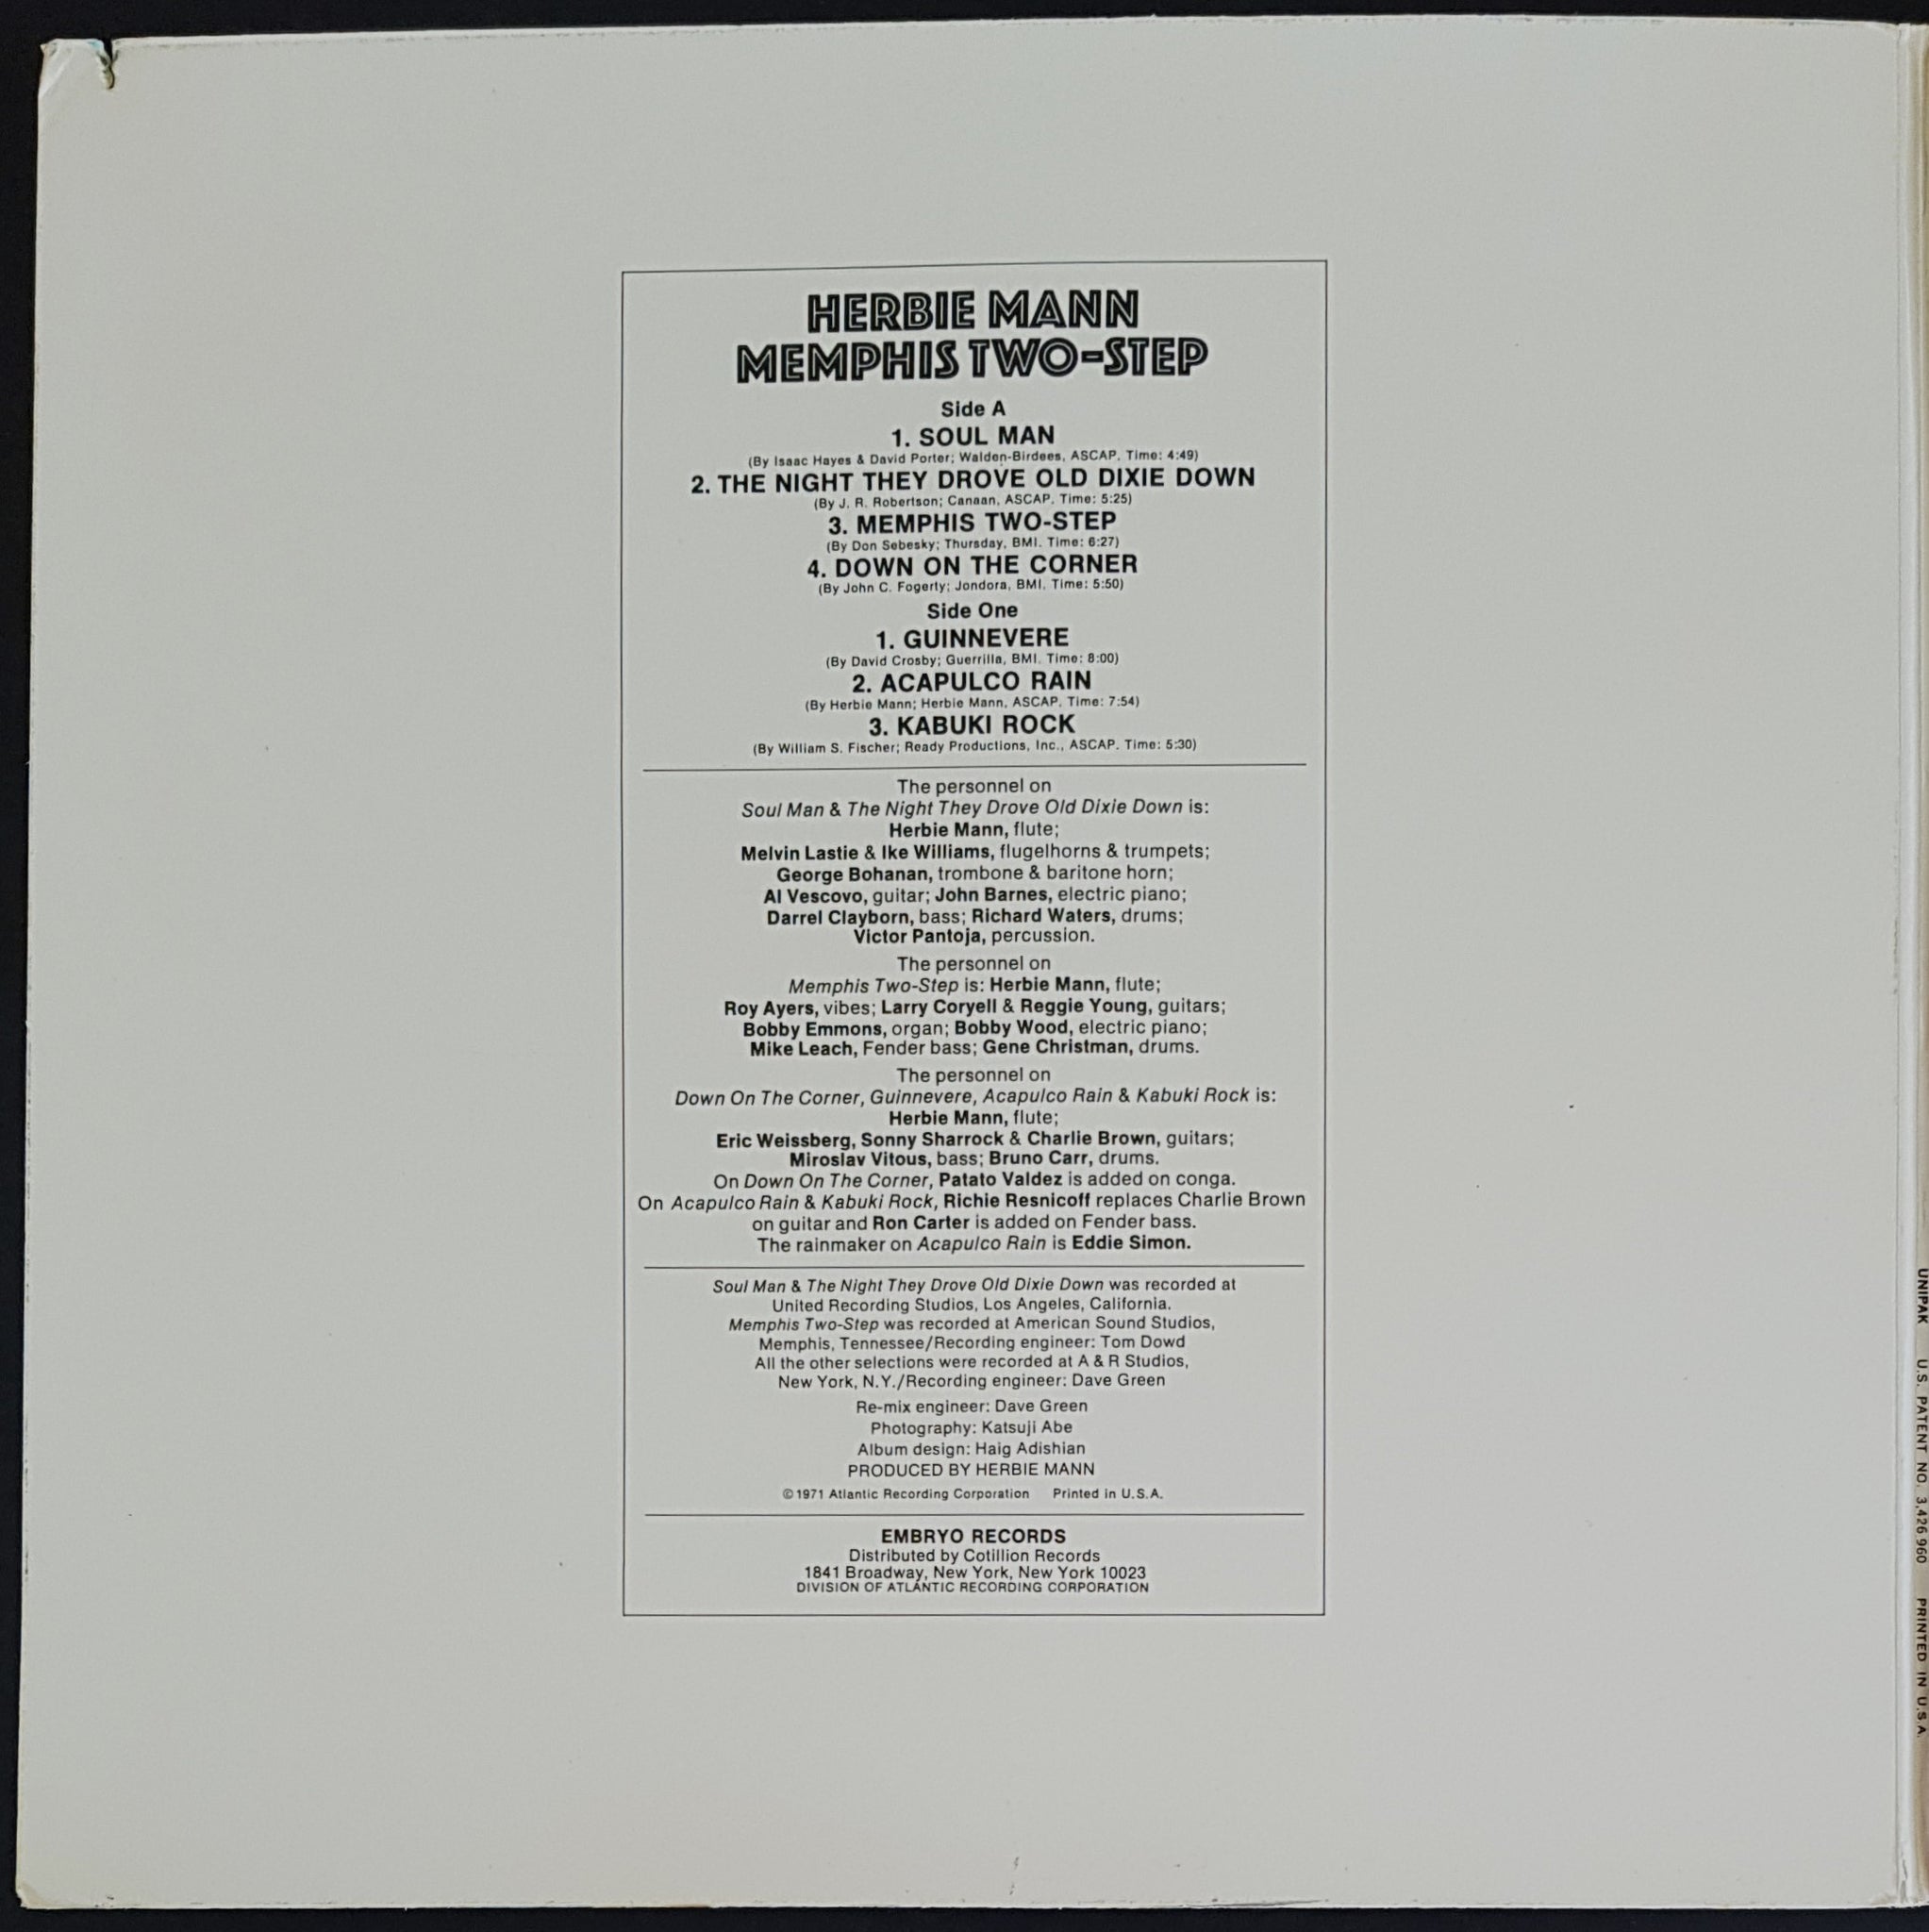 HERBIE MANN
MEMPHIS TWO-STEP
Side A
1. SOUL MAN
(By Isaac Hayes & David Porter; Walden-Birdees, ASCAP. Time: 4:49)
2. THE NIGHT THEY DROVE OLD DIXIE DOWN
(By J. R. Robertson; Canaan, ASCAP. Time: 5:25)
3. MEMPHIS TWO-STEP
(By Don Sebesky; Thursday, BMI. Time: 6:27)
4. DOWN ON THE CORNER
(By John C. Fogerty; Jondora, BMI. Time: 5:50)
Side One
1. GUINNEVERE
(By David Crosby; Guerrilla, BMI. Time: 8:00)
2. ACAPULCO RAIN
(By Herbie Mann; Herbie Mann, ASCAP. Time: 7:54)
3. KABUKI ROCK
(By William S. Fischer; Ready Productions, Inc., ASCAP. Time: 5:30)
The personnel on
Soul Man & The Night They Drove Old Dixie Down is:
Herbie Mann, flute;
Melvin Lastie & Ike Williams, flugelhorns & trumpets;
George Bohanan, trombone & baritone horn;
Al Vescovo, guitar; John Barnes, electric piano;
Darrel Clayborn, bass; Richard Waters, drums;
Victor Pantoja, percussion.
The personnel on
Memphis Two-Step is: Herbie Mann, flute;
Roy Ayers, vibes; Larry Coryell & Reggie Young, guitars;
Bobby Emmons, organ; Bobby Wood, electric piano;
Mike Leach, Fender bass; Gene Christman, drums.
The personnel on
Down On The Corner, Guinnevere, Acapulco Rain & Kabuki Rock is:
Herbie Mann, flute;
Eric Weissberg, Sonny Sharrock & Charlie Brown, guitars;
Miroslav Vitous, bass; Bruno Carr, drums.
On Down On The Corner, Patato Valdez is added on conga.
On Acapulco Rain & Kabuki Rock, Richie Resnicoff replaces Charlie Brown
on guitar and Ron Carter is added on Fender bass.
The rainmaker on Acapulco Rain is Eddie Simon.
Soul Man & The Night They Drove Old Dixie Down was recorded at
United Recording Studios, Los Angeles, California.
Memphis Two-Step was recorded at American Sound Studios,
Memphis, Tennessee/Recording engineer: Tom Dowd
All the other selections were recorded at A & R Studios,
New York, N.Y./Recording engineer: Dave Green
Re-mix engineer: Dave Green
Photography: Katsuji Abe
Album design: Haig Adishian
PRODUCED BY HERBIE MANN
©1971 Atlantic Recording Corporation Printed in U.S.A.
EMBRYO RECORDS
Distributed by Cotillion Records
1841 Broadway, New York, New York 10023
DIVISION OF ATLANTIC RECORDING CORPORATION
UNIPAK U.S. PATENT NO. 3,426,960 PRINTED IN U.S.A.